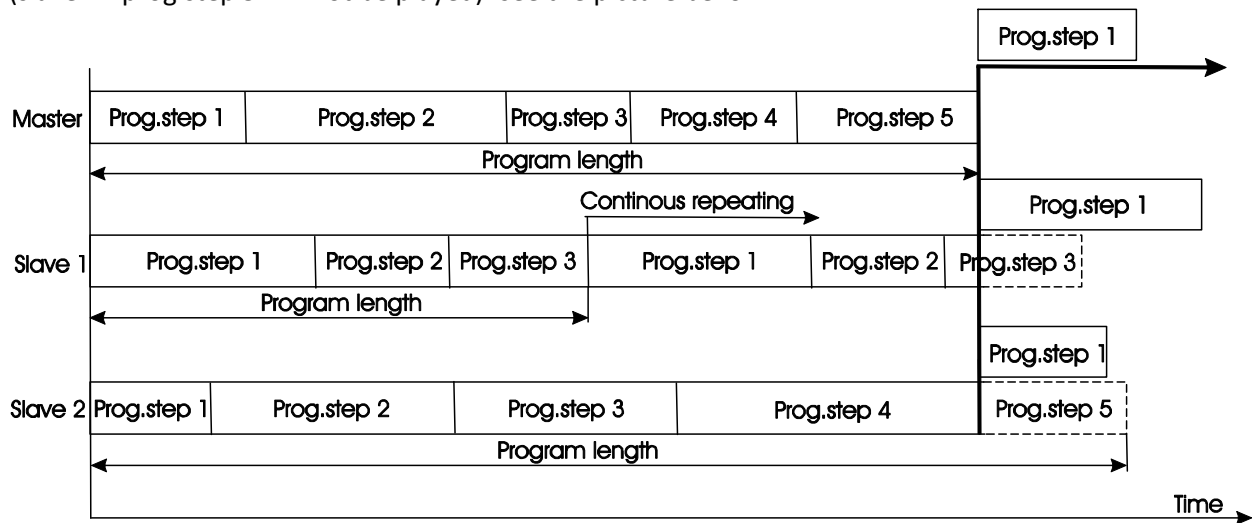 Prog.step 1
Master Prog.step 1 Prog.step 2 Prog.step 3 Prog.step 4 Prog.step 5
Program length
Continous repeating Prog.step 1
Slave 1 Prog.step 1 Prog.step 2 Prog.step 3 Prog.step 1 Prog.step 2 Prog.step 3
Program length
Prog.step 1
Slave 2 Prog.step 1 Prog.step 2 Prog.step 3 Prog.step 4 Prog.step 5
Program length
Time